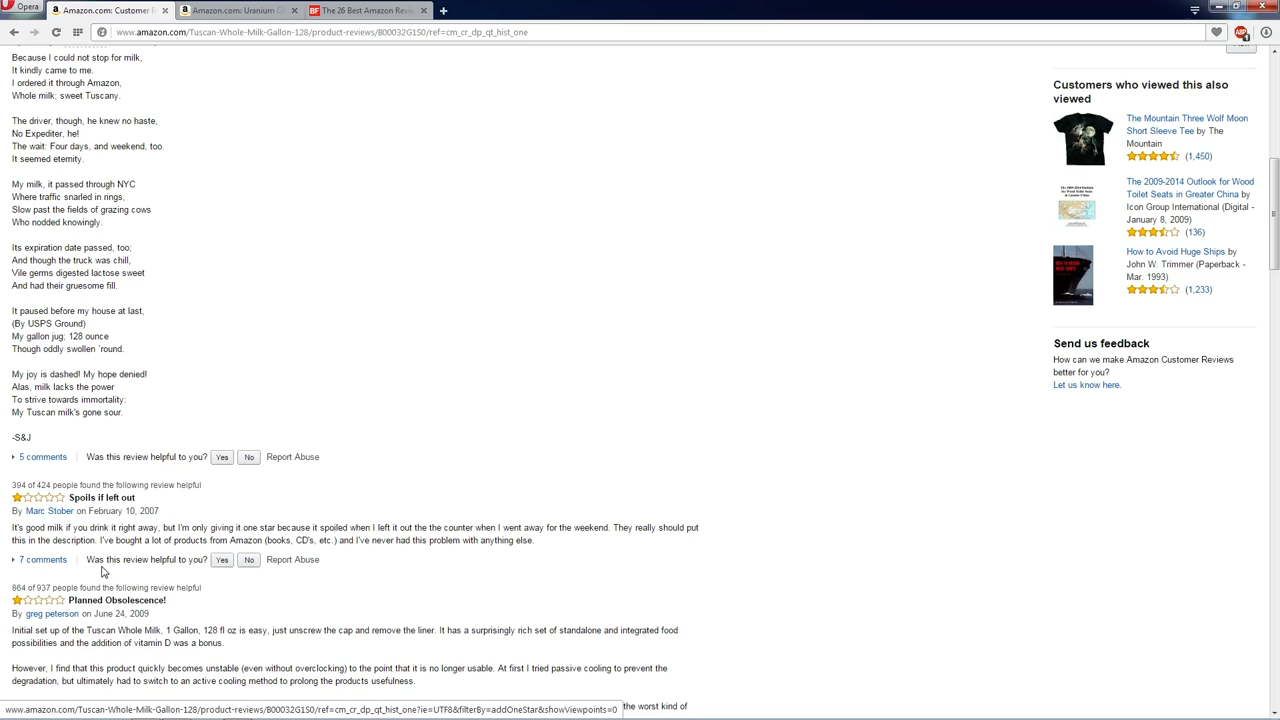 Opera
Amazon.com: Customer R
Amazon.com: Uranium O
BF The 26 Best Amazon Revi
www.amazon.com/Tuscan-Whole-Milk-Gallon-128/product-reviews/B00032G1S0/ref=cm_cr_dp_qt_hist_one
ABP
Because I could not stop for milk,
It kindly came to me.
I ordered it through Amazon,
Whole milk; sweet Tuscany.
The driver, though, he knew no haste,
No Expediter, he!
The wait: Four days, and weekend, too.
It seemed eternity.
My milk, it passed through NYC
Where traffic snarled in rings,
Slow past the fields of grazing cows
Who nodded knowingly.
Its expiration date passed, too;
And though the truck was chill,
Vile germs digested lactose sweet
And had their gruesome fill.
It paused before my house at last,
(By USPS Ground)
My gallon jug; 128 ounce
Though oddly swollen `round.
My joy is dashed! My hope denied!
Alas, milk lacks the power
To strive towards immortality:
My Tuscan milk's gone sour.
-S&J
5 comments Was this review helpful to you? Yes No Report Abuse
394 of 424 people found the following review helpful
Spoils if left out
By Marc Stober on February 10, 2007
It's good milk if you drink it right away, but I'm only giving it one star because it spoiled when I left it out the the counter when I went away for the weekend. They really should put
this in the description. I've bought a lot of products from Amazon (books, CD's, etc.) and I've never had this problem with anything else.
7 comments Was this review helpful to you? Yes No Report Abuse
864 of 937 people found the following review helpful
Planned Obsolescence!
By greg peterson on June 24, 2009
Initial set up of the Tuscan Whole Milk, 1 Gallon, 128 fl oz is easy, just unscrew the cap and remove the liner. It has a surprisingly rich set of standalone and integrated food
possibilities and the addition of vitamin D was a bonus.
However, I find that this product quickly becomes unstable (even without overclocking) to the point that it is no longer usable. At first I tried passive cooling to prevent the
degradation, but ultimately had to switch to an active cooling method to prolong the products usefulness.
the worst kind of
www.amazon.com/Tuscan-Whole-Milk-Gallon-128/product-reviews/B00032G1S0/ref=cm_cr_dp_qt_hist_one?ie=UTF8&filterBy=addOneStar&showViewpoints=0
Customers who viewed this also
viewed
The Mountain Three Wolf Moon
Short Sleeve Tee by The
Mountain
(1,450)
The 2009-2014 Outlook for Wood
Toilet Seats in Greater China by
Icon Group International (Digital -
January 8, 2009)
(136)
How to Avoid Huge Ships by
John W. Trimmer (Paperback -
Mar. 1993)
(1,233)
Send us feedback
How can we make Amazon Customer Reviews
better for you?
Let us know here.